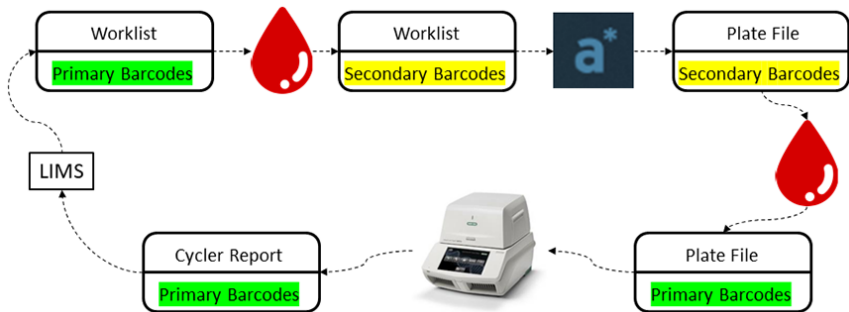 Worklist
Primary Barcodes
Worklist
Secondary Barcodes
a*
Plate File
Secondary Barcodes
LIMS
Cycler Report
Primary Barcodes
Plate File
Primary Barcodes